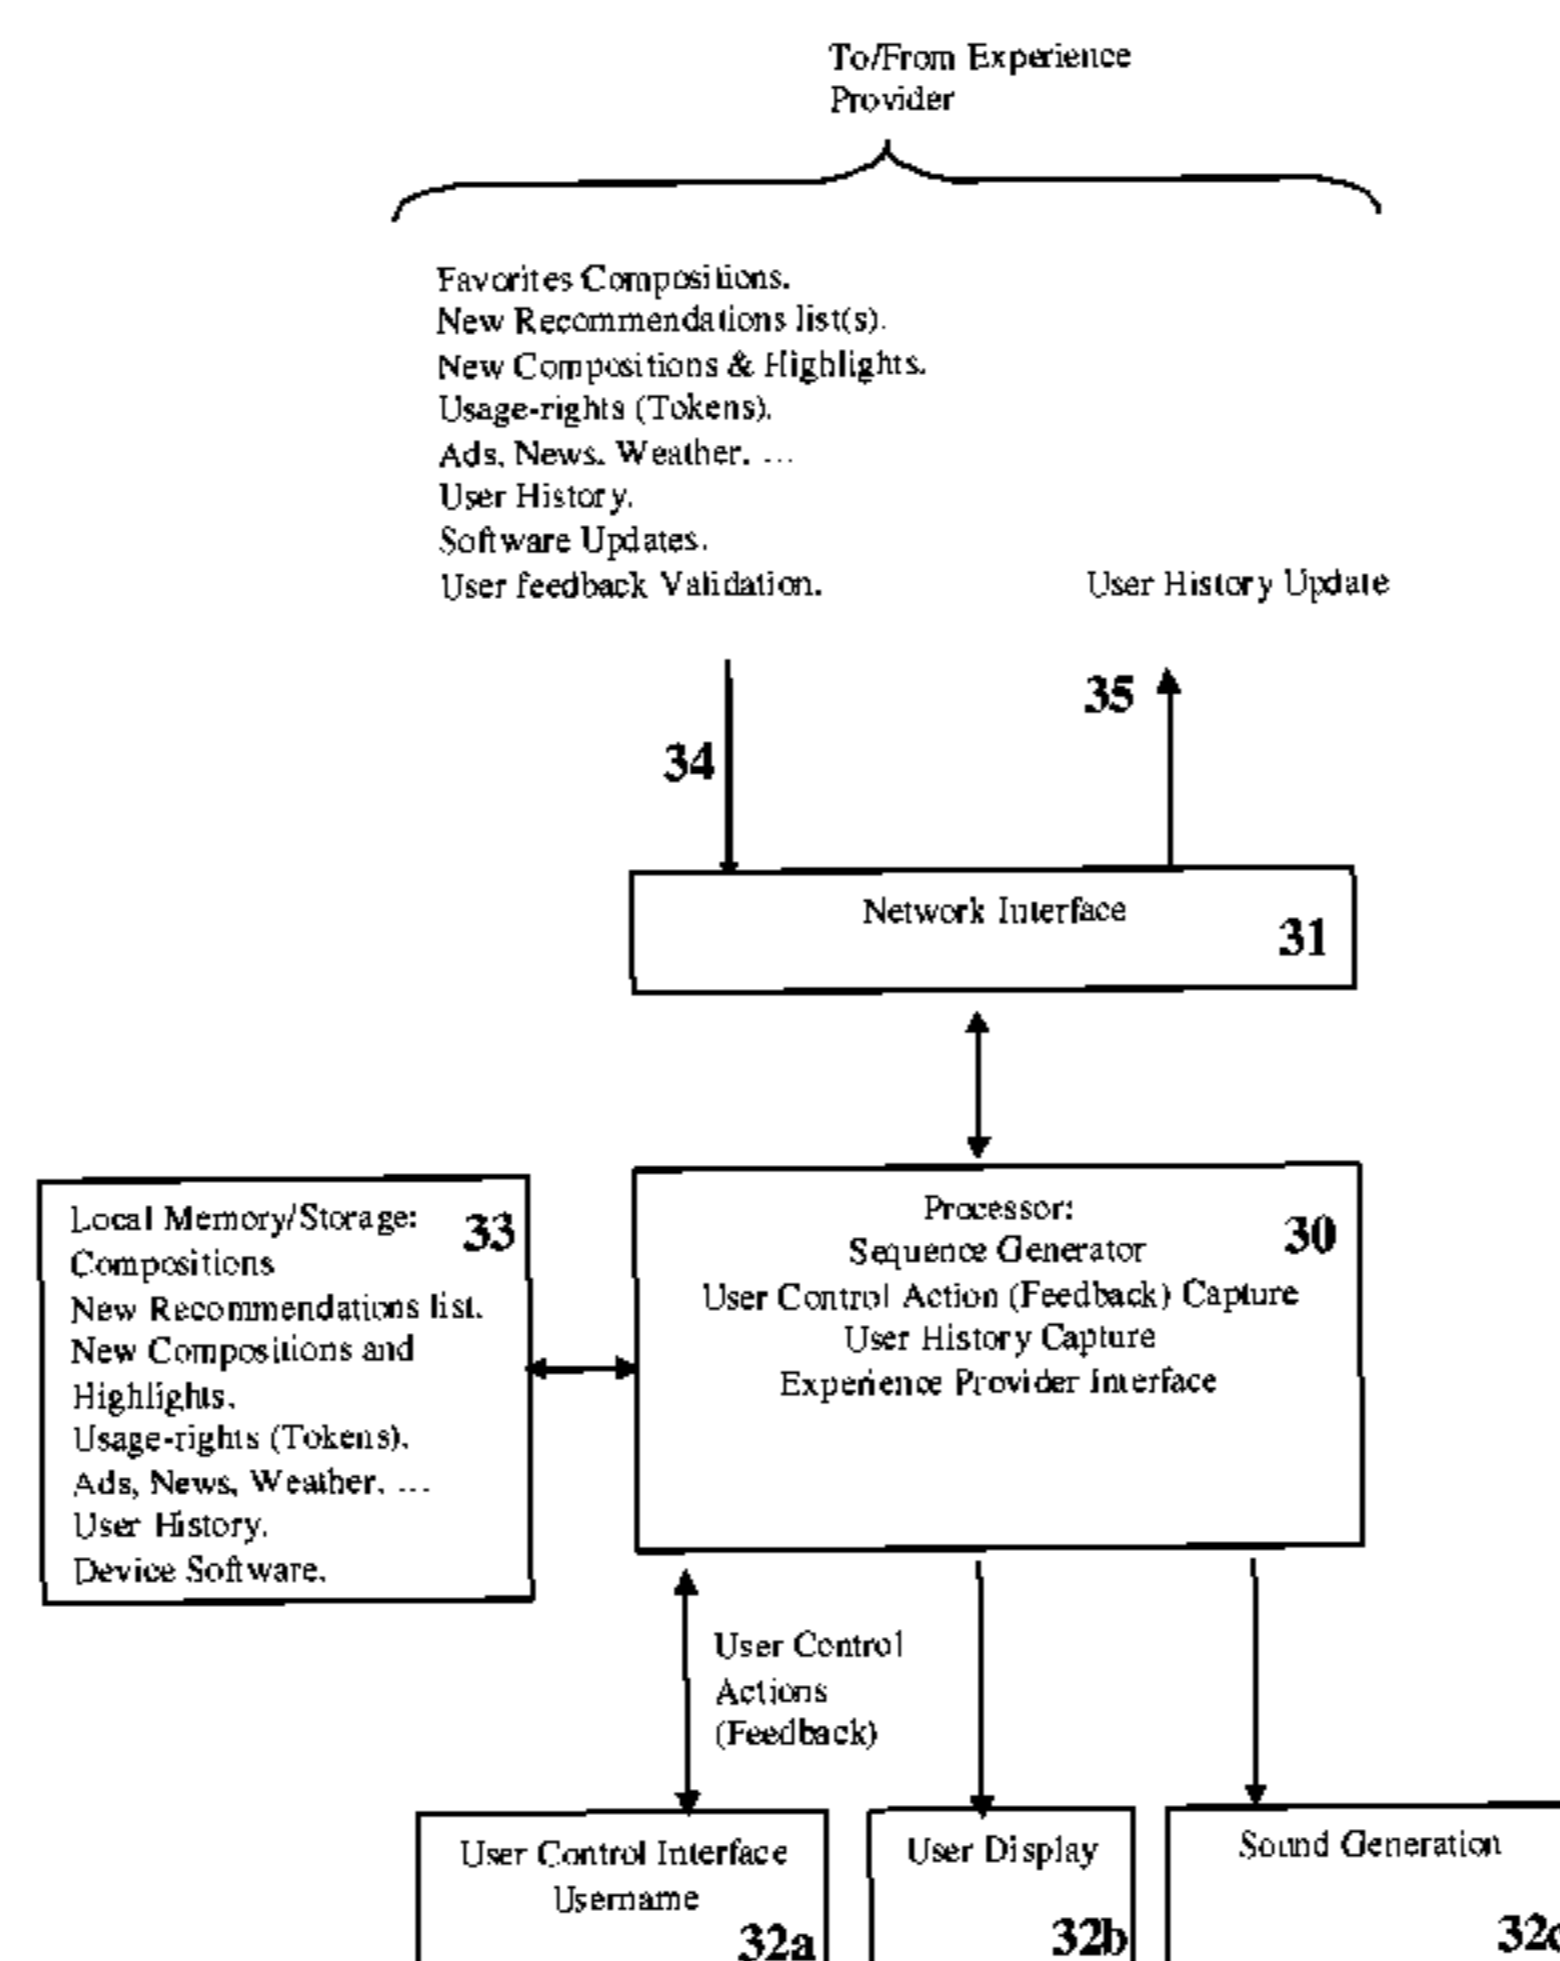 To/From Experience
Provider
Favorites Compositions.
New Recommendations list(s).
New Compositions & Highlights.
Usage-rights (Tokens).
Ads, News, Weather, ...
User History.
Software Updates.
User feedback Validation.
User History Update
35
34
Network Interface
31
Local Memory/Storage:
33
Compositions
New Recommendations list.
New Compositions and
Highlights.
Usage-rights (Tokens).
Ads, News, Weather, ...
User History.
Device Software.
Processor:
30
Sequence Generator
User Control Action (Feedback) Capture
User History Capture
Experience Provider Interface
User Control
Actions
(Feedback)
User Control Interface
Username
32a
User Display
32b
Sound Generation
32c